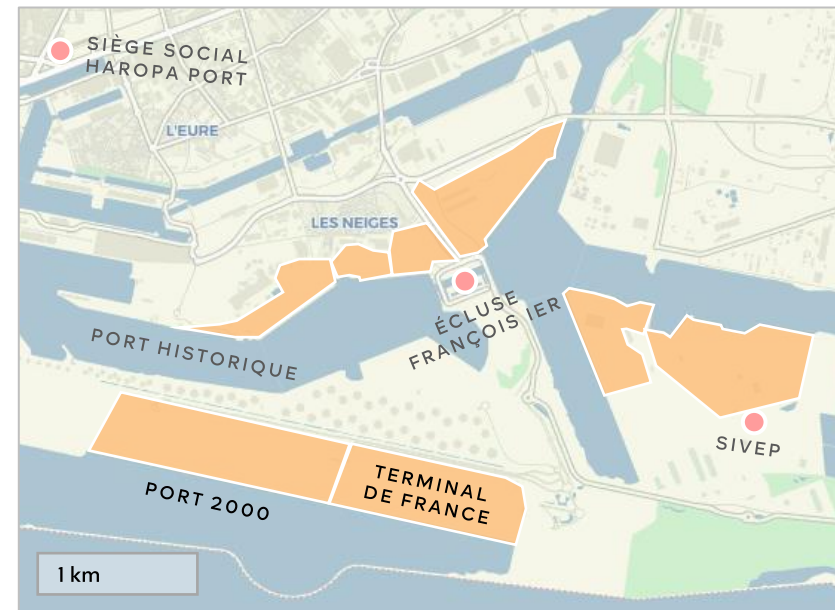 SIÈGE SOCIAL
HAROPA PORT
L'EURE
LES NEIGES
ÉCLUSE
FRANÇOIS IER
PORT HISTORIQUE
SIVEP
TERMINAL
DE FRANCE
PORT 2000
1 km